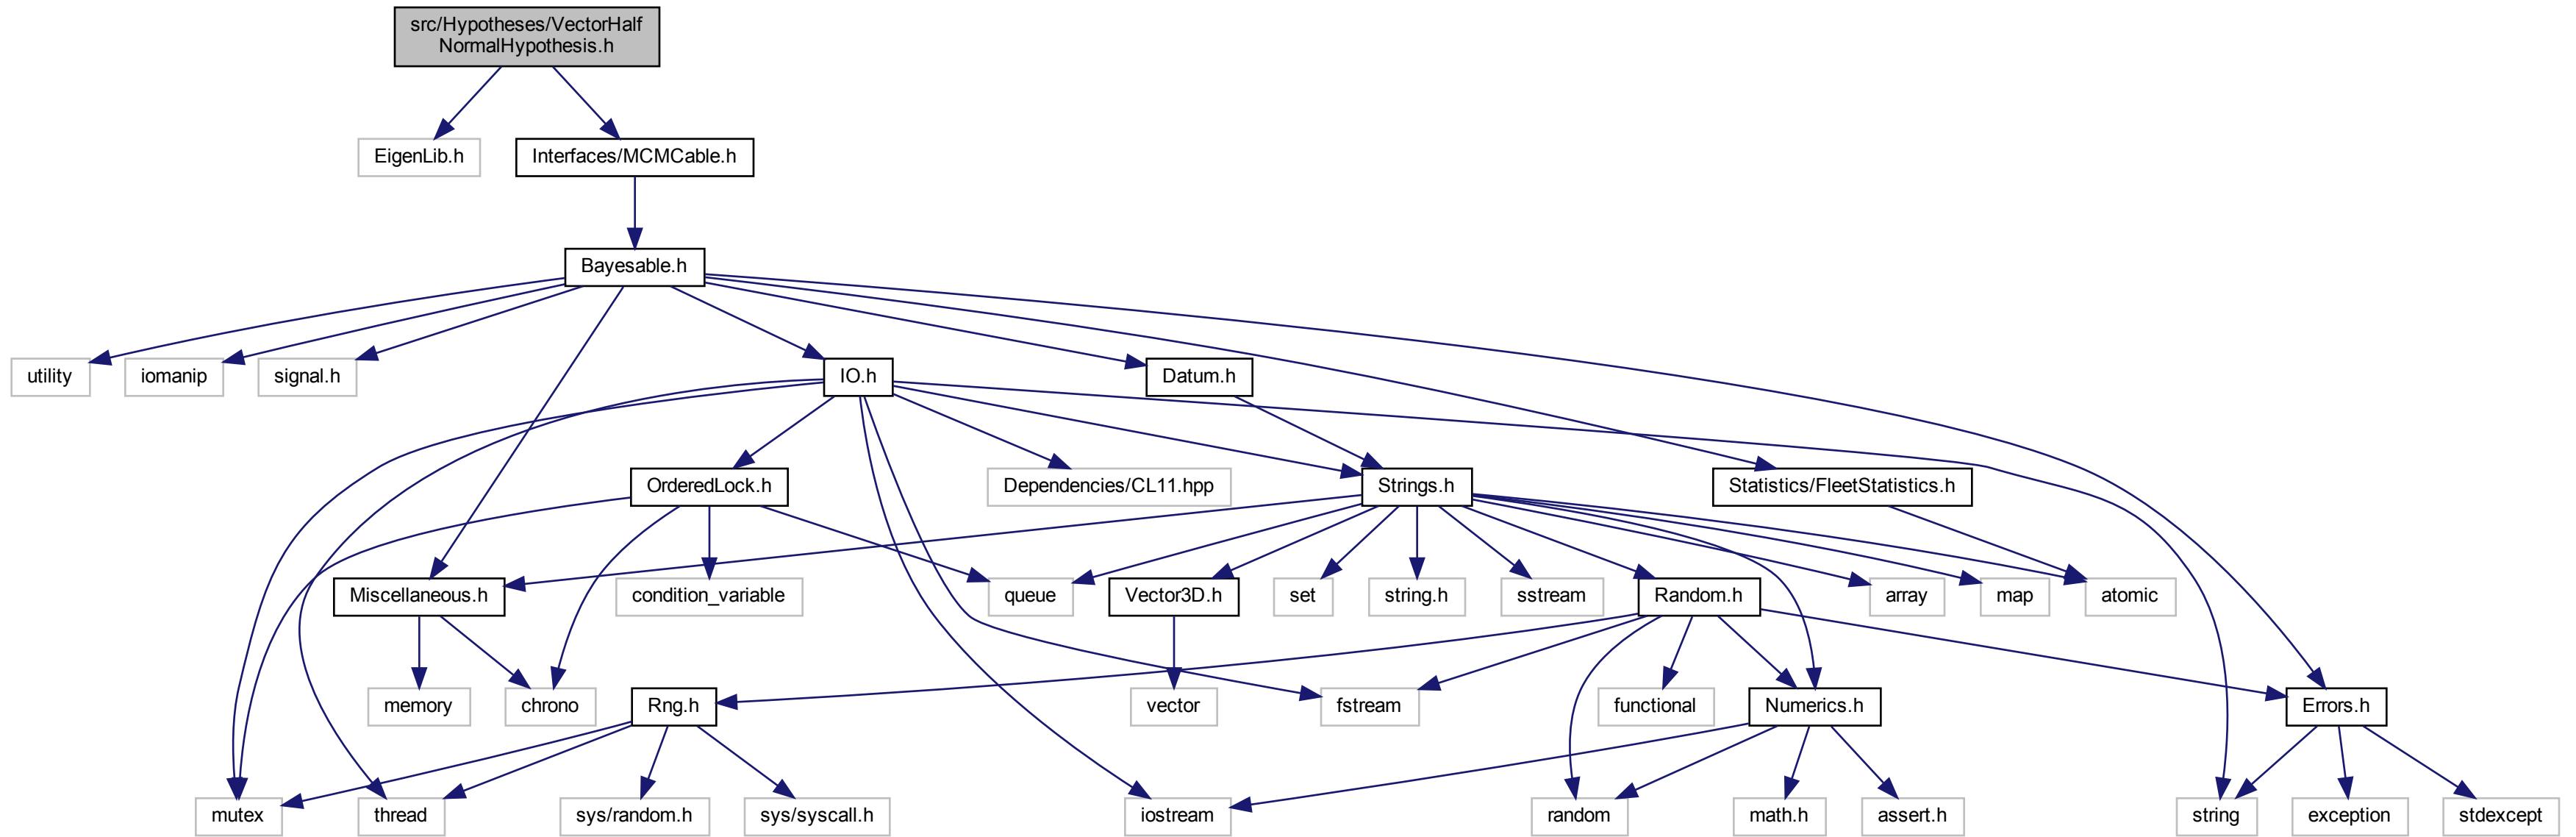 src/Hypotheses/VectorHalf
NormalHypothesis.h
EigenLib.h
Interfaces/MCMCable.h
Bayesable.h
utility
iomanip
signal.h
IO.h
Datum.h
OrderedLock.h
Dependencies/CL11.hpp
Strings.h
Statistics/FleetStatistics.h
Miscellaneous.h
condition_variable
queue
Vector3D.h
set
string.h
sstream
Random.h
array
map
atomic
memory
chrono
Rng.h
vector
fstream
functional
Numerics.h
Errors.h
mutex
thread
sys/random.h
sys/syscall.h
iostream
random
math.h
assert.h
string
exception
stdexcept